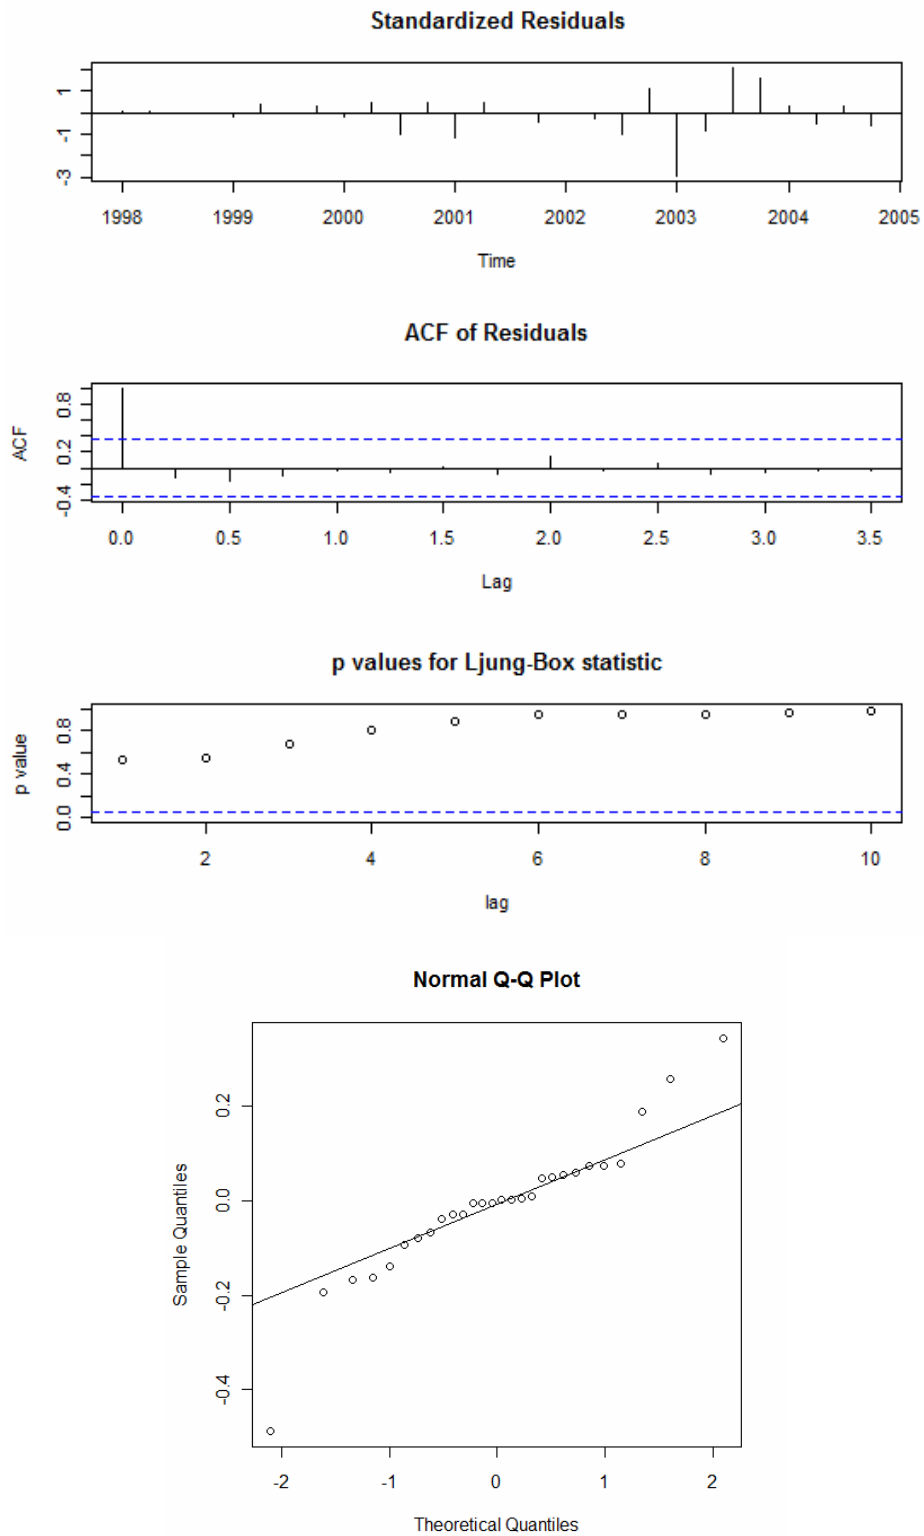 Standardized Residuals
1
-1
-3
1998 1999 2000 2001 2002 2003 2004 2005
Time
ACF of Residuals
ACF
0.8
0.2
-0.4
0.0 0.5 1.0 1.5 2.0 2.5 3.0 3.5
Lag
p values for Ljung-Box statistic
p value
0.8
0.4
0.0
2 4 6 8 10
lag
Normal Q-Q Plot
Sample Quantiles
0.2
0.0
-0.2
-0.4
-2 -1 0 1 2
Theoretical Quantiles